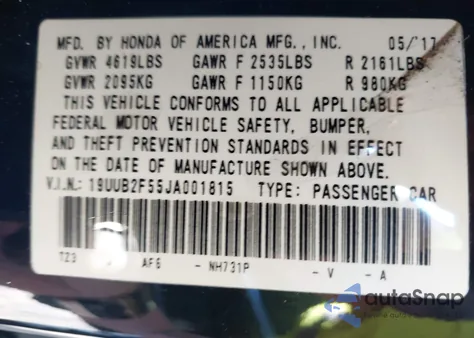 MFD. BY HONDA OF AMERICA MFG., INC. 05/'17
GVWR 4619LBS GAWR F 2535LBS R 2161LBS
GVWR 2095KG GAWR F 1150KG R 980KG
THIS VEHICLE CONFORMS TO ALL APPLICABLE
FEDERAL MOTOR VEHICLE SAFETY, BUMPER,
AND THEFT PREVENTION STANDARDS IN EFFECT
ON THE DATE OF MANUFACTURE SHOWN ABOVE.
V.I.N.: 19UUB2F55JA001815 TYPE: PASSENGER CAR
T23 AF6 - NH731P - V - A
autoSnap